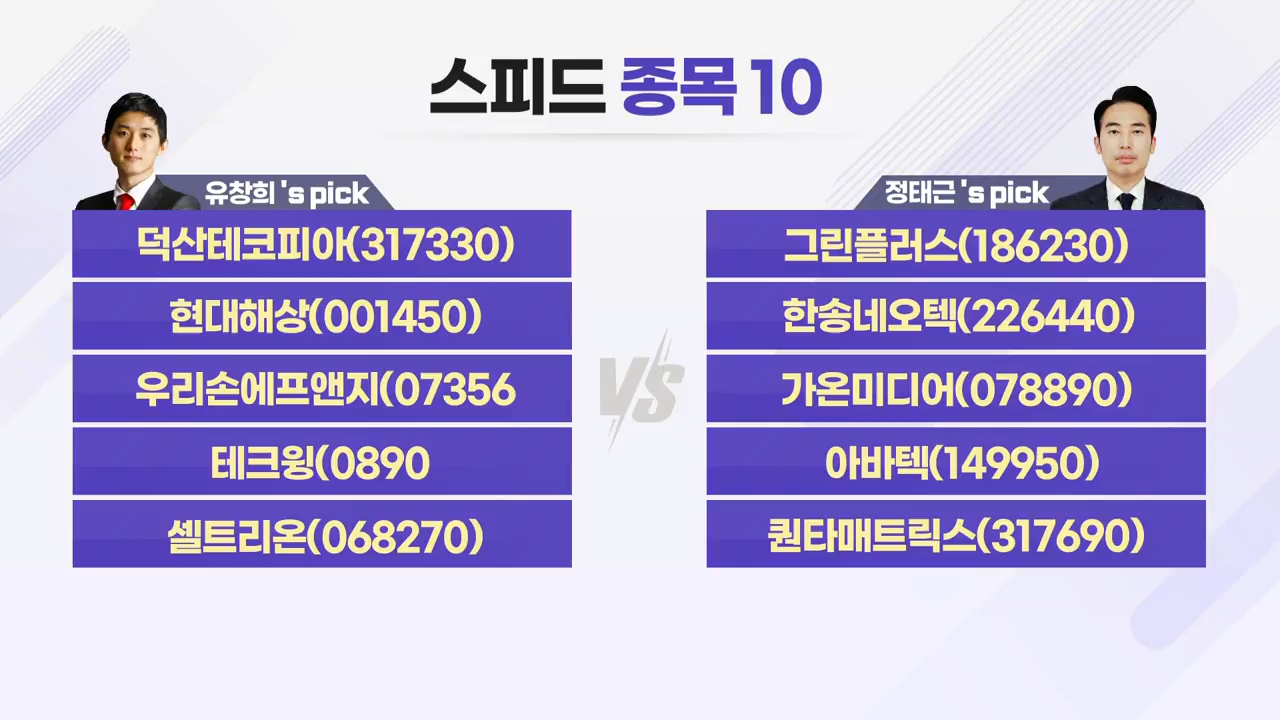 스피드 종목 10
유창희 's pick
덕산테코피아(317330)
현대해상(001450)
우리손에프앤지(07356
테크윙(0890
셀트리온(068270)
VS
정태근 's pick
그린플러스(186230)
한송네오텍(226440)
가온미디어(078890)
아바텍(149950)
퀀타매트릭스(317690)